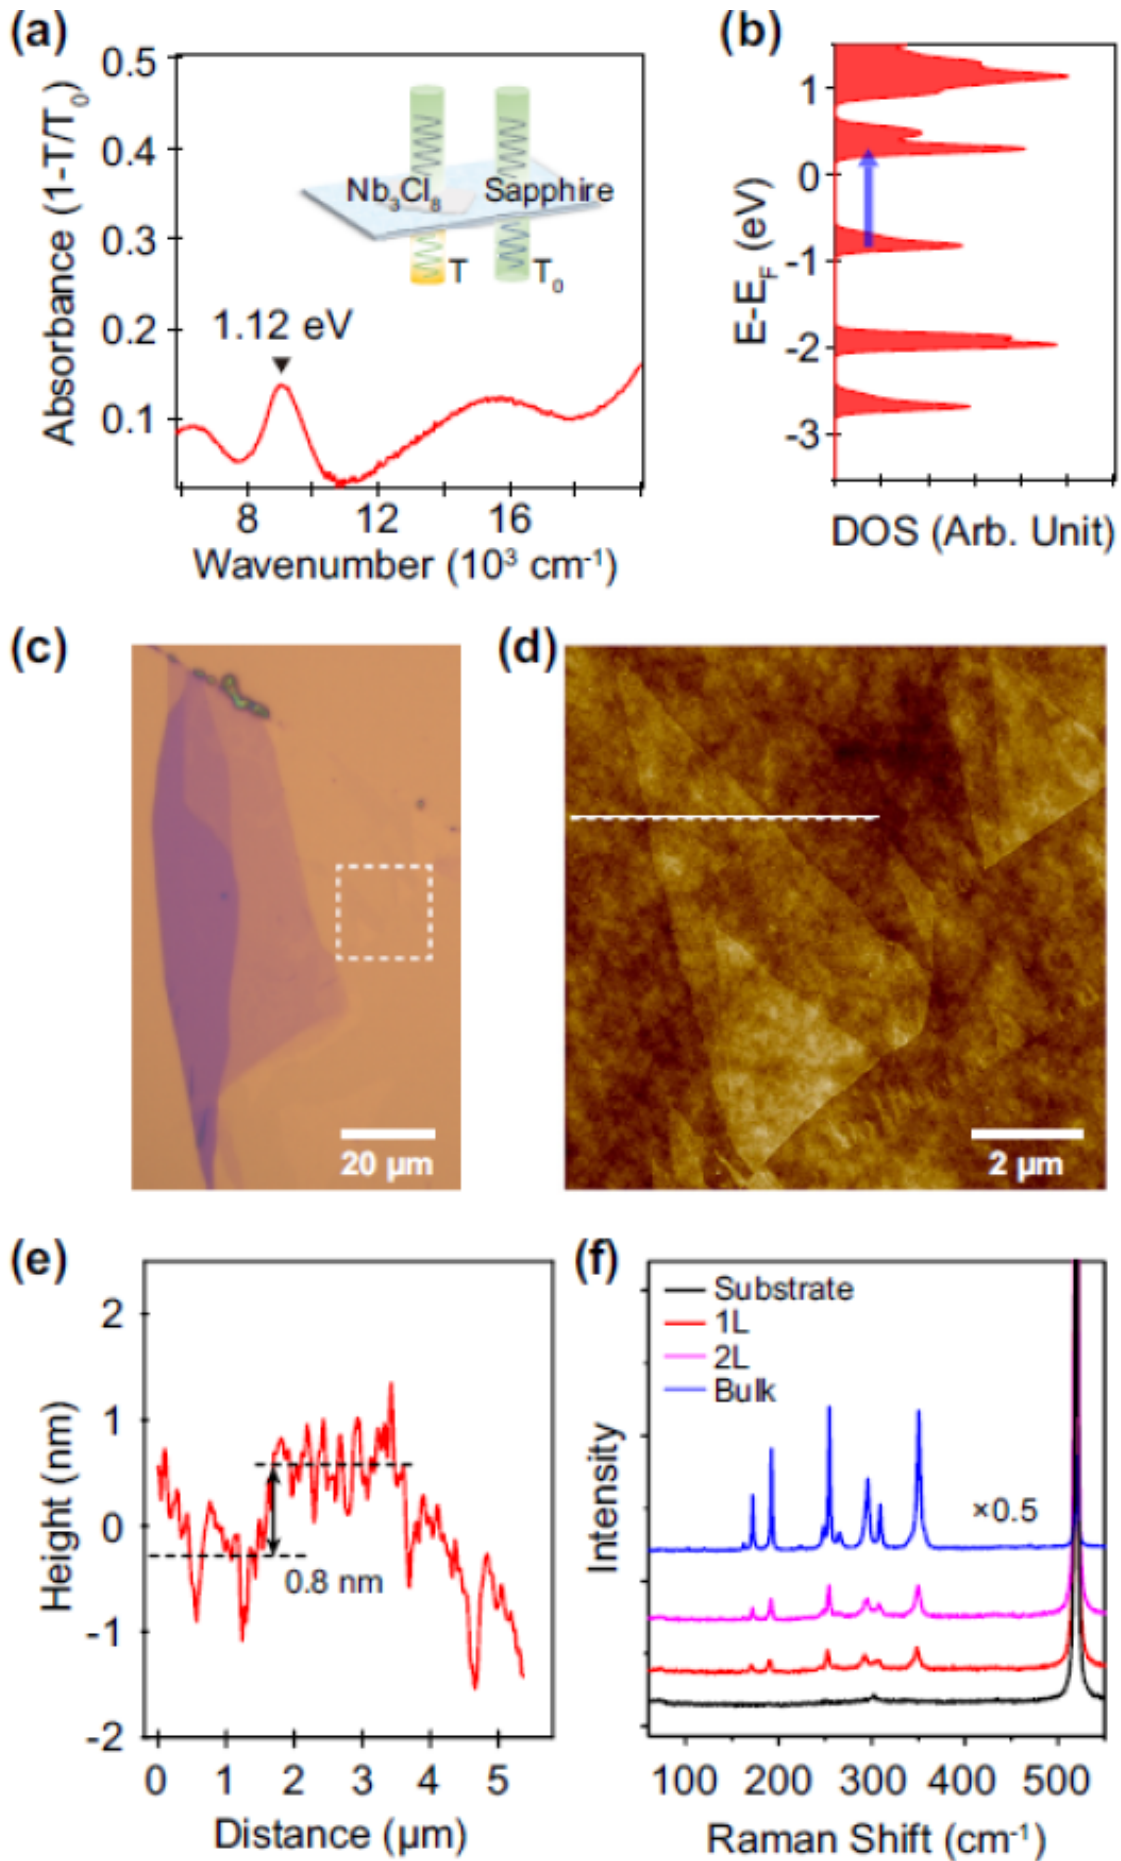 (a)
0.5
0.4
0.3
0.2
0.1
Absorbance (1-T/T₀)
Nb₃Cl₈
Sapphire
T
T₀
1.12 eV
8
12
16
Wavenumber (10³ cm⁻¹)
(b)
1
0
-1
-2
-3
E-E_F (eV)
DOS (Arb. Unit)
(c)
20 µm
(d)
2 µm
(e)
2
1
0
-1
-2
Height (nm)
0.8 nm
0
1
2
3
4
5
Distance (µm)
(f)
Substrate
1L
2L
Bulk
×0.5
Intensity
100
200
300
400
500
Raman Shift (cm⁻¹)